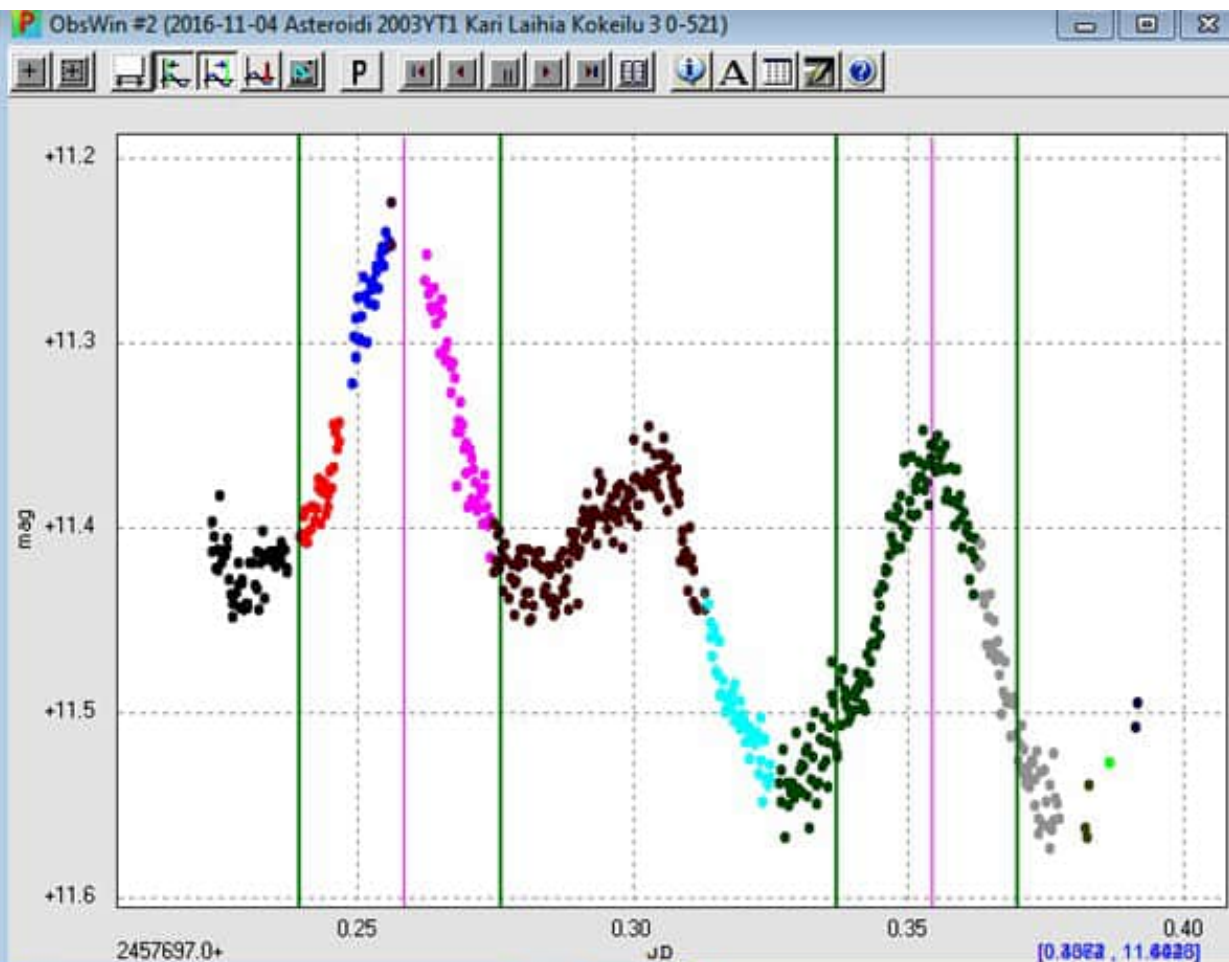 P ObsWin #2 (2016-11-04 Asteroidi 2003YT1 Kari Laihia Kokeilu 3 0-521)
P A
+11.2
+11.3
+11.4
mag
+11.5
+11.6
0.25 0.30 0.35 0.40
2457697.0+ JD